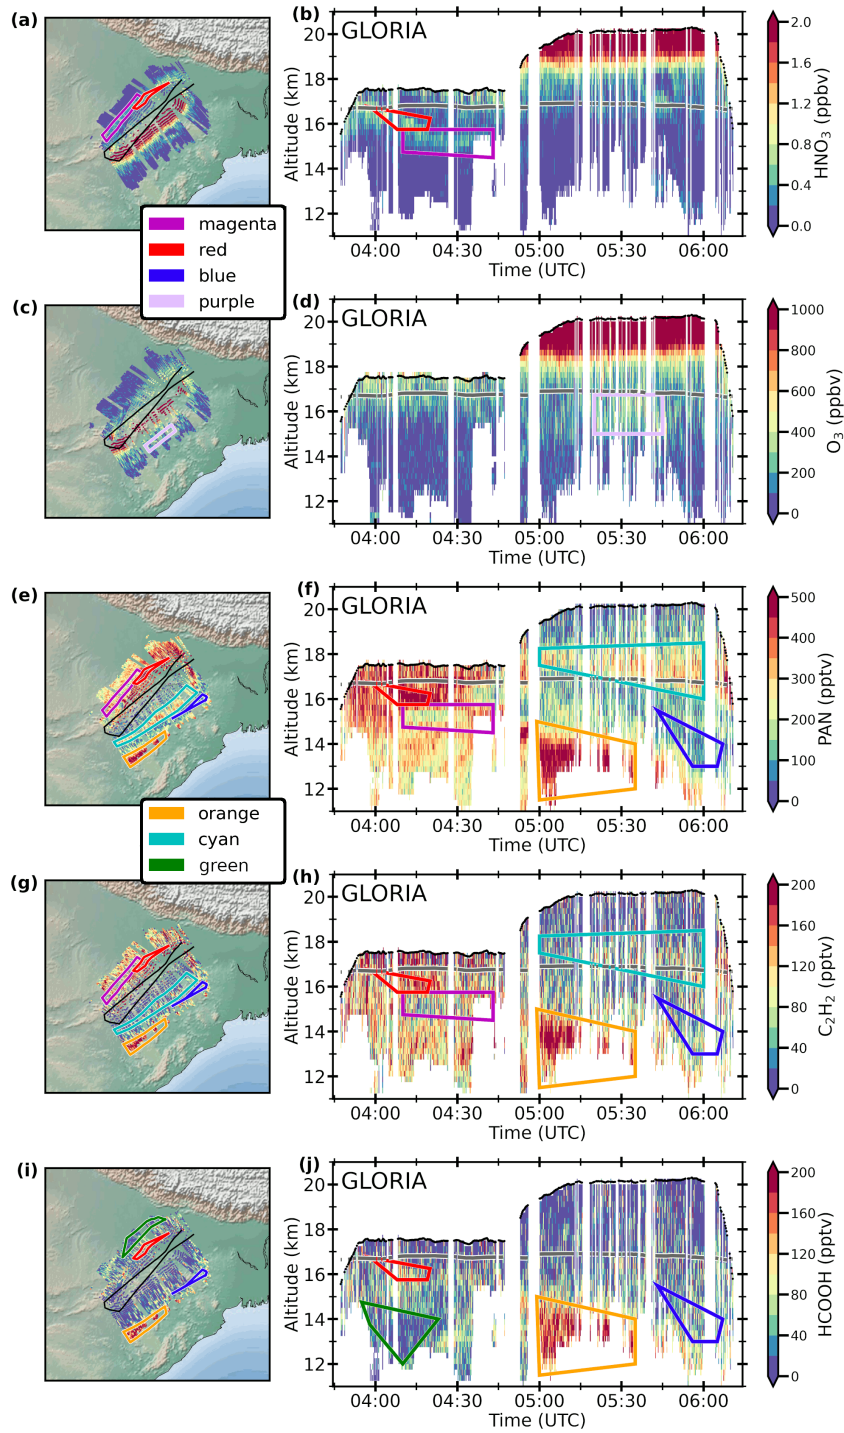 (a)
(b)
GLORIA
Altitude (km)
20
18
16
14
12
04:00 04:30 05:00 05:30 06:00
Time (UTC)
2.0
1.6
1.2
0.8
0.4
0.0
HNO3 (ppbv)
magenta
red
blue
purple
(c)
(d)
GLORIA
Altitude (km)
20
18
16
14
12
04:00 04:30 05:00 05:30 06:00
Time (UTC)
1000
800
600
400
200
0
O3 (ppbv)
(e)
(f)
GLORIA
Altitude (km)
20
18
16
14
12
04:00 04:30 05:00 05:30 06:00
Time (UTC)
500
400
300
200
100
0
PAN (pptv)
orange
cyan
green
(g)
(h)
GLORIA
Altitude (km)
20
18
16
14
12
04:00 04:30 05:00 05:30 06:00
Time (UTC)
200
160
120
80
40
0
C2H2 (pptv)
(i)
(j)
GLORIA
Altitude (km)
20
18
16
14
12
04:00 04:30 05:00 05:30 06:00
Time (UTC)
200
160
120
80
40
0
HCOOH (pptv)